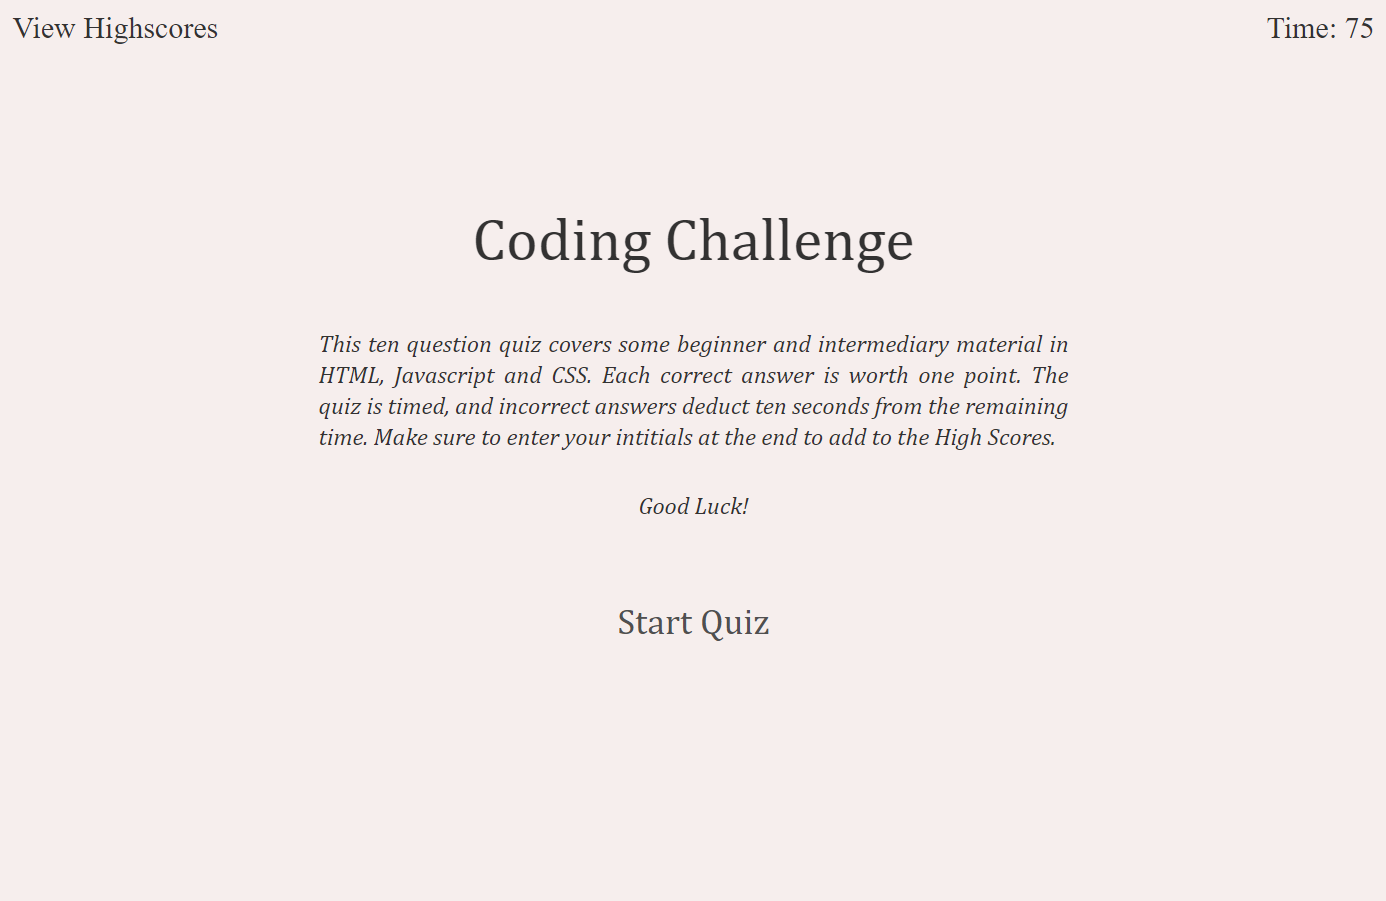 View Highscores
Time: 75
Coding Challenge
This ten question quiz covers some beginner and intermediary material in
HTML, Javascript and CSS. Each correct answer is worth one point. The
quiz is timed, and incorrect answers deduct ten seconds from the remaining
time. Make sure to enter your intitials at the end to add to the High Scores.
Good Luck!
Start Quiz